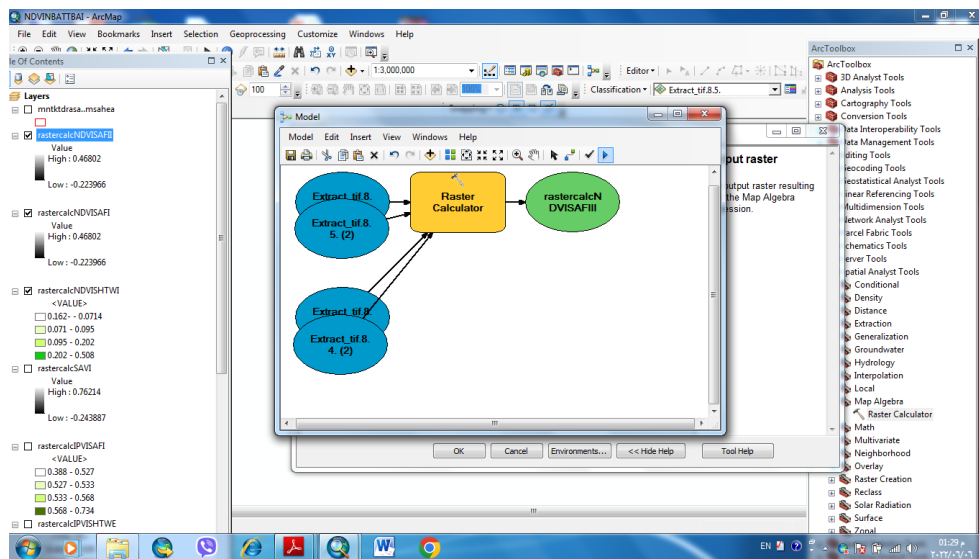 NDVINBATTBAI - ArcMap
File Edit View Bookmarks Insert Selection Geoprocessing Customize Windows Help
1:3,000,000
Editor
100
100%
Classification
Extract_tif.8.5.
le Of Contents
Layers
mntktdrasa..msahea
rastercalcNDVISAFII
Value
High : 0.46802
Low : -0.223966
rastercalcNDVISAFI
Value
High : 0.46802
Low : -0.223966
rastercalcNDVISHTWI
<VALUE>
0.162- - 0.0714
0.071 - 0.095
0.095 - 0.202
0.202 - 0.508
rastercalcSAVI
Value
High : 0.76214
Low : -0.243887
rastercalcIPVISAFI
<VALUE>
0.388 - 0.527
0.527 - 0.533
0.533 - 0.568
0.568 - 0.734
rastercalcIPVISHTWE
Model
Model Edit Insert View Windows Help
Extract_tif.8.
Extract_tif.8.
5. (2)
Raster
Calculator
rastercalcN
DVISAFIII
Extract_tif.8.
Extract_tif.8.
4. (2)
put raster
utput raster resulting
the Map Algebra
ession.
OK
Cancel
Environments...
<< Hide Help
Tool Help
ArcToolbox
ArcToolbox
3D Analyst Tools
Analysis Tools
Cartography Tools
Conversion Tools
Data Interoperability Tools
Data Management Tools
diting Tools
eocoding Tools
eostatistical Analyst Tools
inear Referencing Tools
Multidimension Tools
Network Analyst Tools
arcel Fabric Tools
chematics Tools
erver Tools
patial Analyst Tools
Conditional
Density
Distance
Extraction
Generalization
Groundwater
Hydrology
Interpolation
Local
Map Algebra
Raster Calculator
Math
Multivariate
Neighborhood
Overlay
Raster Creation
Reclass
Solar Radiation
Surface
Zonal
EN
01:29 م